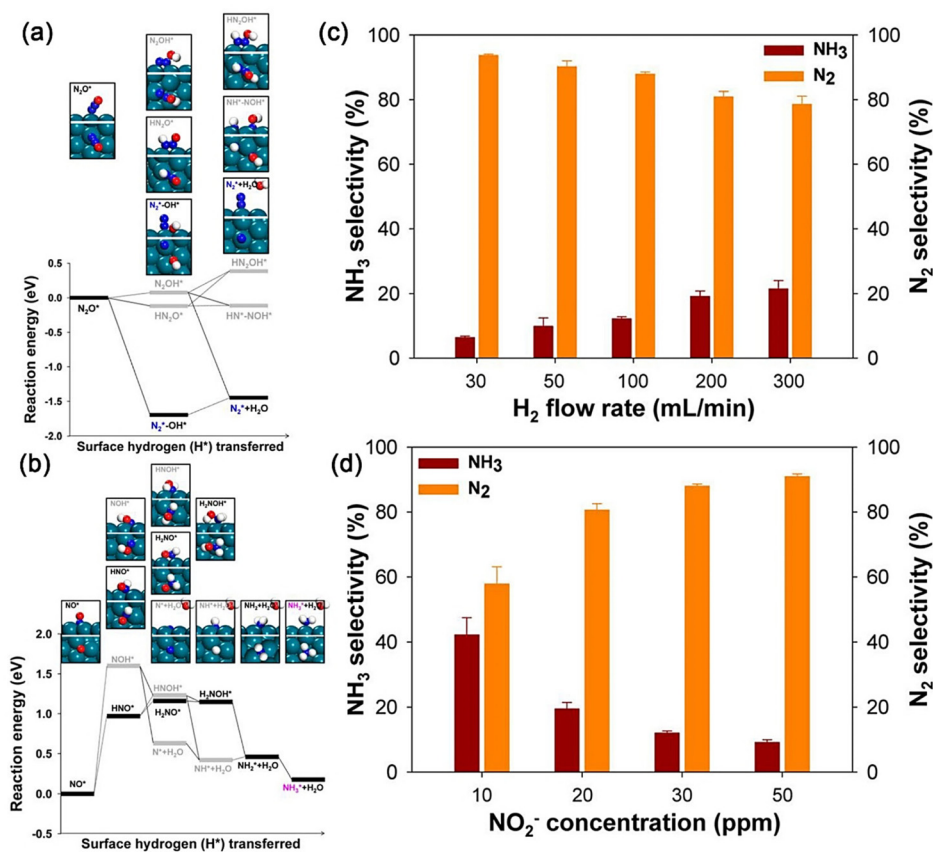 (a)
N₂O*
N₂OH*
HN₂O*
N₂*-OH*
HN₂OH*
NH*-NOH*
N₂*+H₂O
Reaction energy (eV)
0.5
0.0
-0.5
-1.0
-1.5
-2.0
N₂O*
N₂OH*
HN₂O*
N₂*-OH*
HN₂OH*
HN*-NOH*
N₂*+H₂O
Surface hydrogen (H*) transferred
(b)
NO*
NOH*
HNO*
HNOH*
H₂NO*
H₂NOH*
N*+H₂O
NH*+H₂O
NH₂+H₂O
NH₃*+H₂O
Reaction energy (eV)
2.0
1.5
1.0
0.5
0.0
-0.5
NO*
NOH*
HNO*
HNOH*
H₂NO*
N*+H₂O
H₂NOH*
NH*+H₂O
NH₂*+H₂O
NH₃*+H₂O
Surface hydrogen (H*) transferred
(c)
NH₃
N₂
NH₃ selectivity (%)
100
80
60
40
20
0
N₂ selectivity (%)
100
80
60
40
20
0
30 50 100 200 300
H₂ flow rate (mL/min)
(d)
NH₃
N₂
NH₃ selectivity (%)
100
80
60
40
20
0
N₂ selectivity (%)
100
80
60
40
20
0
10 20 30 50
NO₂⁻ concentration (ppm)